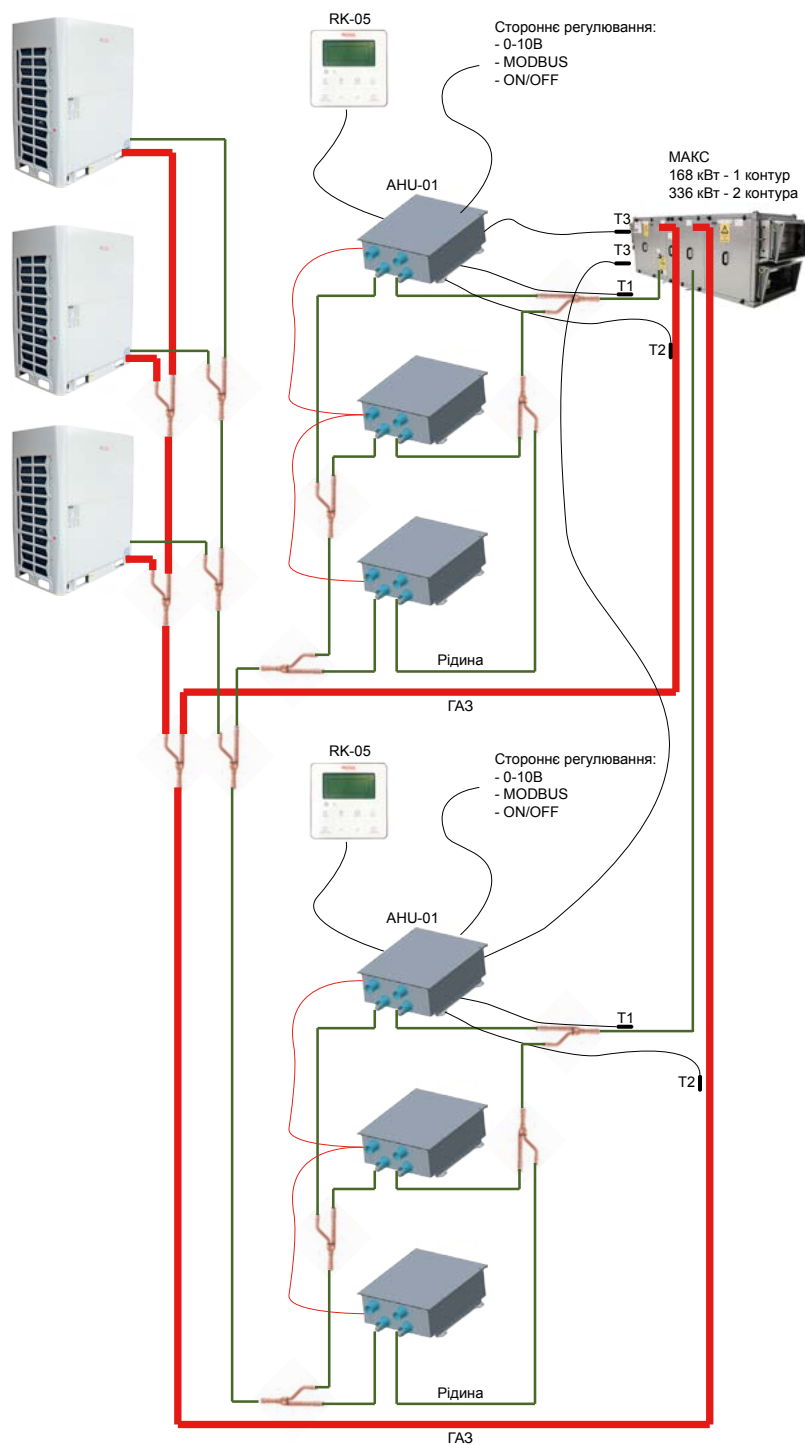 RK-05
Стороннє регулювання:
- 0-10В
- MODBUS
- ON/OFF
AHU-01
МАКС
168 кВт - 1 контур
336 кВт - 2 контура
T3
T3
T1
T2
Рідина
ГАЗ
RK-05
Стороннє регулювання:
- 0-10В
- MODBUS
- ON/OFF
AHU-01
T1
T2
Рідина
ГАЗ